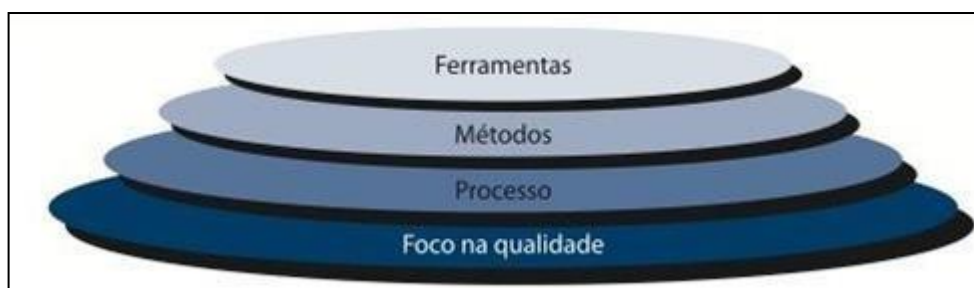 Ferramentas
Métodos
Processo
Foco na qualidade